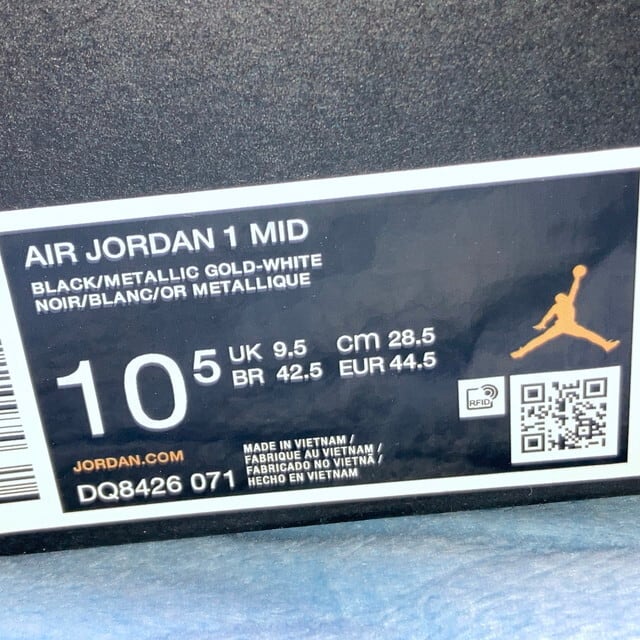 AIR JORDAN 1 MID
BLACK/METALLIC GOLD-WHITE
NOIR/BLANC/OR METALLIQUE
10 5
UK 9.5 cm 28.5
BR 42.5 EUR 44.5
RFID
JORDAN.COM
DQ8426 071
MADE IN VIETNAM /
FABRIQUE AU VIETNAM /
FABRICADO NO VIETNÃ /
HECHO EN VIETNAM